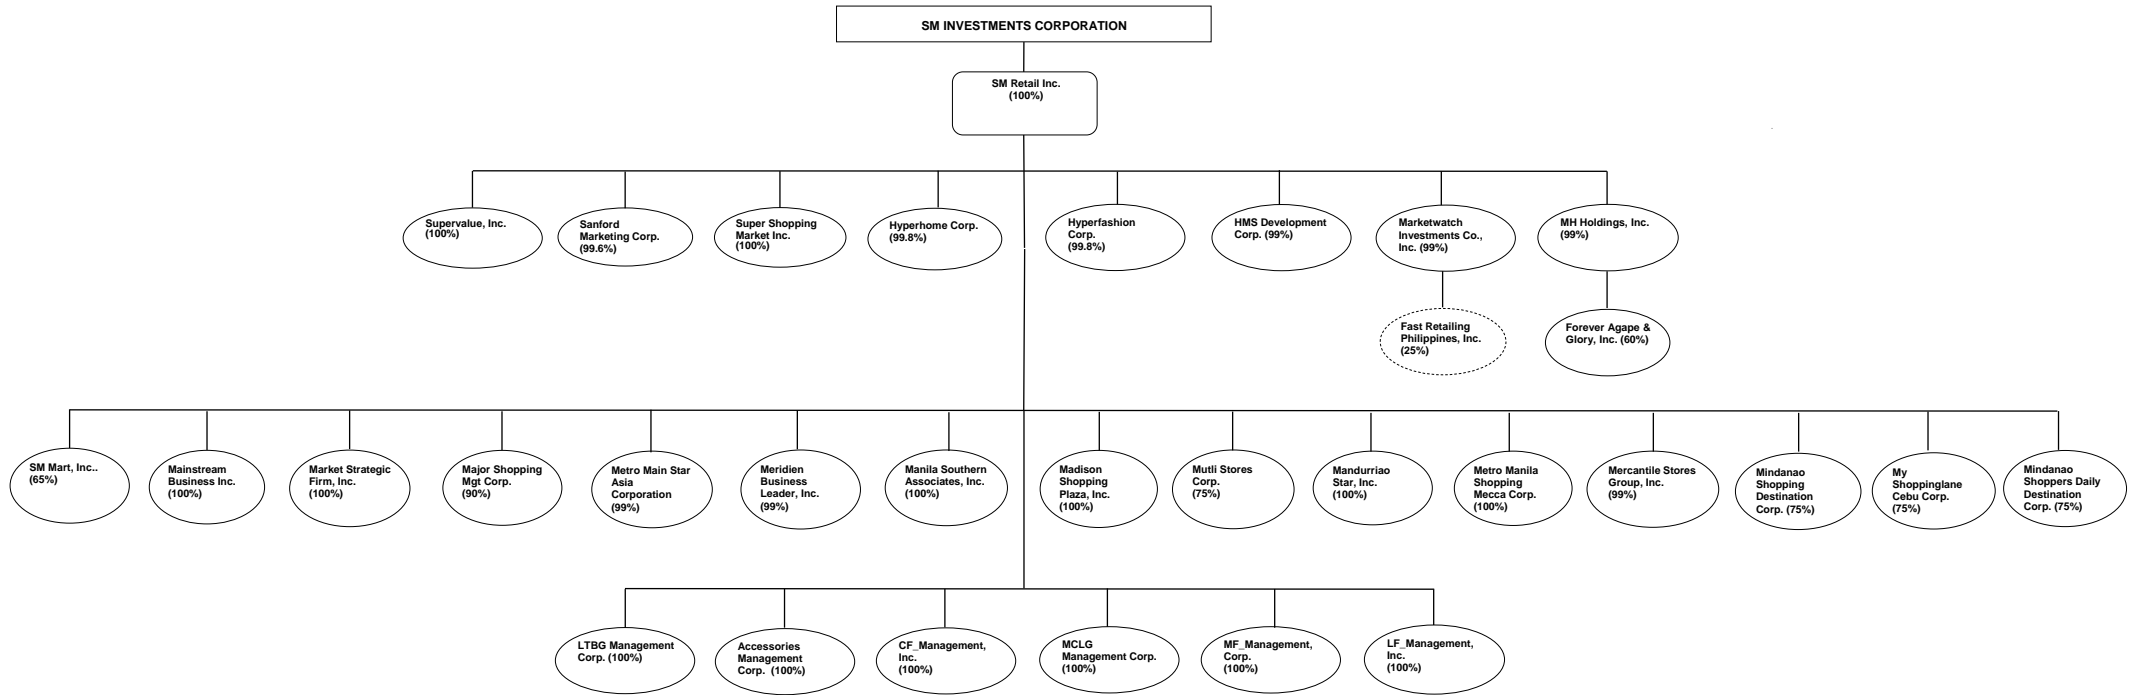 SM INVESTMENTS CORPORATION
SM Retail Inc.
(100%)
Supervalue, Inc.
(100%)
Sanford
Marketing Corp.
(99.6%)
Super Shopping
Market Inc.
(100%)
Hyperhome Corp.
(99.8%)
Hyperfashion
Corp.
(99.8%)
HMS Development
Corp. (99%)
Marketwatch
Investments Co.,
Inc. (99%)
MH Holdings, Inc.
(99%)
Fast Retailing
Philippines, Inc.
(25%)
Forever Agape &
Glory, Inc. (60%)
SM Mart, Inc..
(65%)
Mainstream
Business Inc.
(100%)
Market Strategic
Firm, Inc.
(100%)
Major Shopping
Mgt Corp.
(90%)
Metro Main Star
Asia
Corporation
(99%)
Meridien
Business
Leader, Inc.
(99%)
Manila Southern
Associates, Inc.
(100%)
Madison
Shopping
Plaza, Inc.
(100%)
Mutli Stores
Corp.
(75%)
Mandurriao
Star, Inc.
(100%)
Metro Manila
Shopping
Mecca Corp.
(100%)
Mercantile Stores
Group, Inc.
(99%)
Mindanao
Shopping
Destination
Corp. (75%)
My
Shoppinglane
Cebu Corp.
(75%)
Mindanao
Shoppers Daily
Destination
Corp. (75%)
LTBG Management
Corp. (100%)
Accessories
Management
Corp. (100%)
CF_Management,
Inc.
(100%)
MCLG
Management Corp.
(100%)
MF_Management,
Corp.
(100%)
LF_Management,
Inc.
(100%)